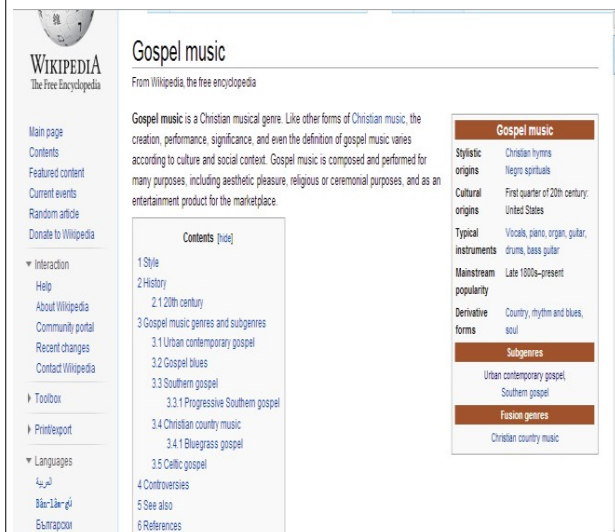 WIKIPEDIA
The Free Encyclopedia
Main page
Contents
Featured content
Current events
Random article
Donate to Wikipedia
Interaction
Help
About Wikipedia
Community portal
Recent changes
Contact Wikipedia
Toolbox
Print/export
Languages
العربية
Bân-lâm-gú
Български
Gospel music
From Wikipedia, the free encyclopedia
Gospel music is a Christian musical genre. Like other forms of Christian music, the
creation, performance, significance, and even the definition of gospel music varies
according to culture and social context. Gospel music is composed and performed for
many purposes, including aesthetic pleasure, religious or ceremonial purposes, and as an
entertainment product for the marketplace.
Contents [hide]
1 Style
2 History
2.1 20th century
3 Gospel music genres and subgenres
3.1 Urban contemporary gospel
3.2 Gospel blues
3.3 Southern gospel
3.3.1 Progressive Southern gospel
3.4 Christian country music
3.4.1 Bluegrass gospel
3.5 Celtic gospel
4 Controversies
5 See also
6 References
Gospel music
Stylistic origins Christian hymns
Negro spirituals
Cultural origins First quarter of 20th century:
United States
Typical instruments Vocals, piano, organ, guitar,
drums, bass guitar
Mainstream popularity Late 1800s–present
Derivative forms Country, rhythm and blues,
soul
Subgenres
Urban contemporary gospel,
Southern gospel
Fusion genres
Christian country music